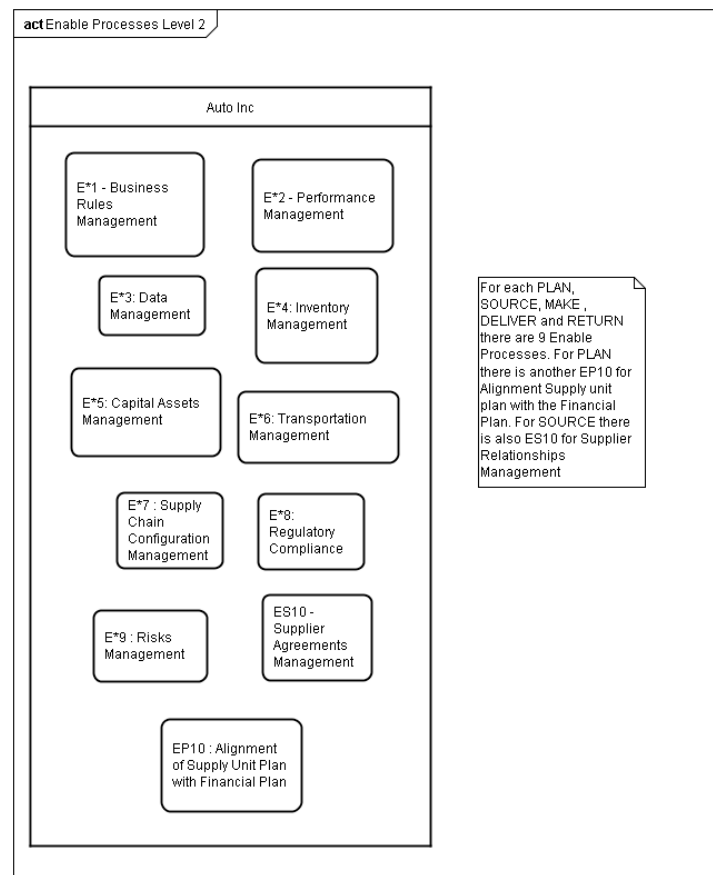 act Enable Processes Level 2
Auto Inc
E*1 - Business
Rules
Management
E*2 - Performance
Management
E*3: Data
Management
E*4: Inventory
Management
E*5: Capital Assets
Management
E*6: Transportation
Management
E*7 : Supply
Chain
Configuration
Management
E*8:
Regulatory
Compliance
E*9 : Risks
Management
ES10 -
Supplier
Agreements
Management
EP10 : Alignment
of Supply Unit Plan
with Financial Plan
For each PLAN,
SOURCE, MAKE ,
DELIVER and RETURN
there are 9 Enable
Processes. For PLAN
there is another EP10 for
Alignment Supply unit
plan with the Financial
Plan. For SOURCE there
is also ES10 for Supplier
Relationships
Management